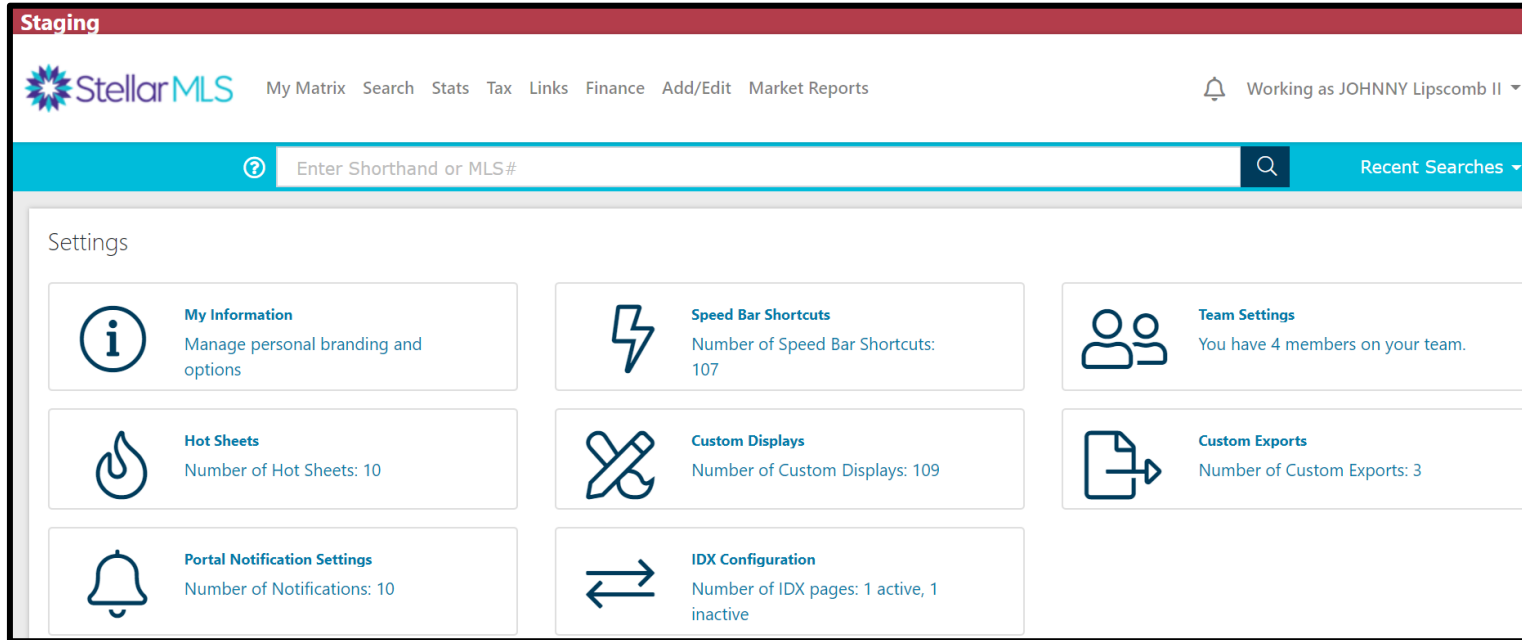 Staging
StellarMLS
My Matrix Search Stats Tax Links Finance Add/Edit Market Reports
Working as JOHNNY Lipscomb II
Enter Shorthand or MLS#
Recent Searches
Settings
My Information
Manage personal branding and
options
Speed Bar Shortcuts
Number of Speed Bar Shortcuts:
107
Team Settings
You have 4 members on your team.
Hot Sheets
Number of Hot Sheets: 10
Custom Displays
Number of Custom Displays: 109
Custom Exports
Number of Custom Exports: 3
Portal Notification Settings
Number of Notifications: 10
IDX Configuration
Number of IDX pages: 1 active, 1
inactive